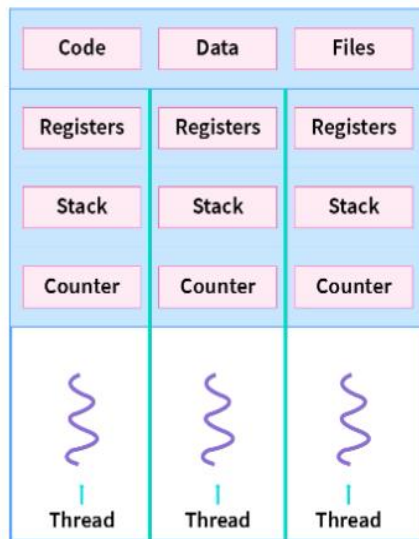 Code Data Files
Registers Registers Registers
Stack Stack Stack
Counter Counter Counter
Thread Thread Thread